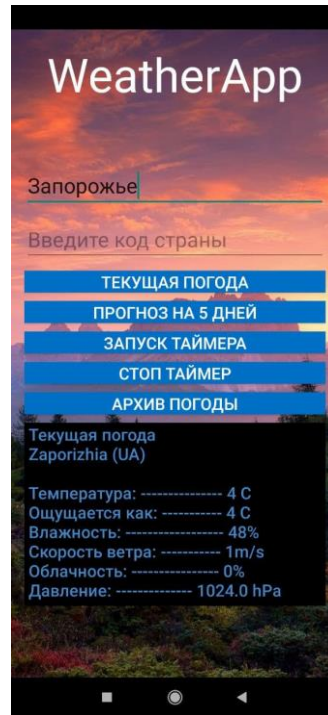 WeatherApp
Запорожье
Введите код страны
ТЕКУЩАЯ ПОГОДА
ПРОГНОЗ НА 5 ДНЕЙ
ЗАПУСК ТАЙМЕРА
СТОП ТАЙМЕР
АРХИВ ПОГОДЫ
Текущая погода
Zaporizhia (UA)
Температура: --------------- 4 C
Ощущается как: ----------- 4 C
Влажность: ------------------ 48%
Скорость ветра: ----------- 1m/s
Облачность: ---------------- 0%
Давление: -------------- 1024.0 hPa